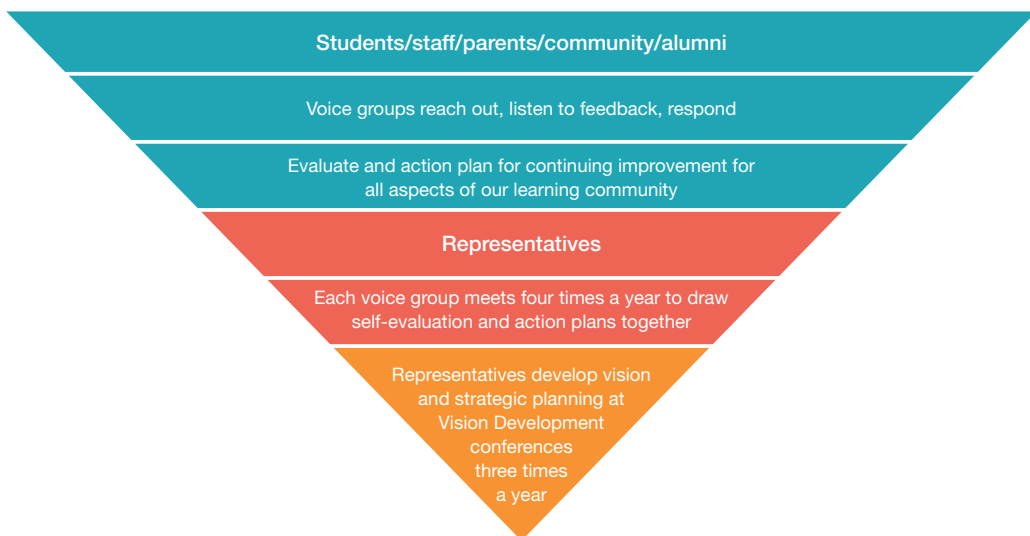 Students/staff/parents/community/alumni
Voice groups reach out, listen to feedback, respond
Evaluate and action plan for continuing improvement for
all aspects of our learning community
Representatives
Each voice group meets four times a year to draw
self-evaluation and action plans together
Representatives develop vision
and strategic planning at
Vision Development
conferences
three times
a year